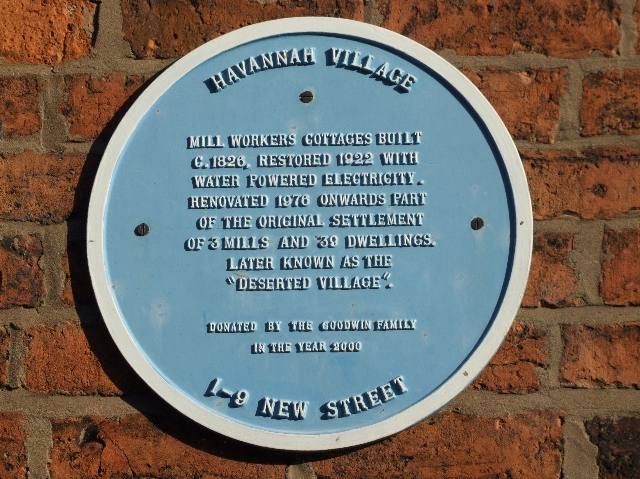 HAVANNAH VILLAGE
MILL WORKERS COTTAGES BUILT
C.1826, RESTORED 1922 WITH
WATER POWERED ELECTRICITY.
RENOVATED 1976 ONWARDS PART
OF THE ORIGINAL SETTLEMENT
OF 3 MILLS AND 39 DWELLINGS.
LATER KNOWN AS THE
"DESERTED VILLAGE".
DONATED BY THE GOODWIN FAMILY
IN THE YEAR 2000
1-9 NEW STREET